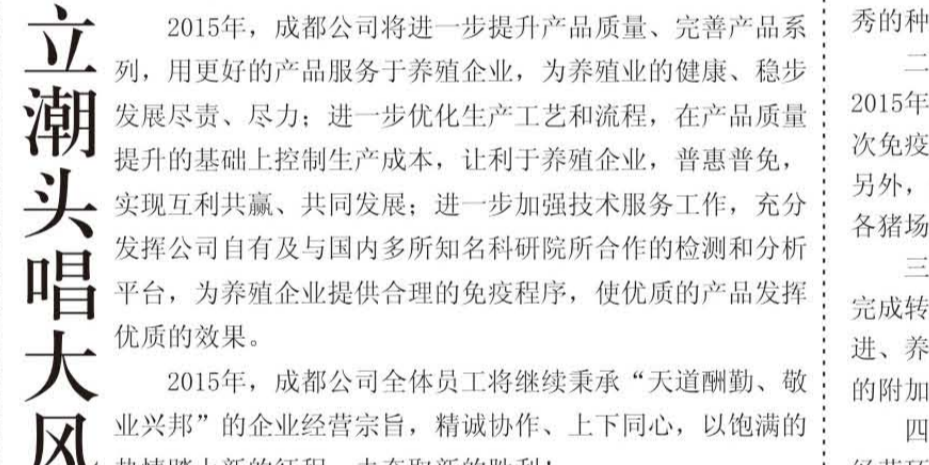 立潮头唱大风
2015年，成都公司将进一步提升产品质量、完善产品系
列，用更好的产品服务于养殖企业，为养殖业的健康、稳步
发展尽责、尽力；进一步优化生产工艺和流程，在产品质量
提升的基础上控制生产成本，让利于养殖企业，普惠普免，
实现互利共赢、共同发展；进一步加强技术服务工作，充分
发挥公司自有及与国内多所知名科研院所合作的检测和分析
平台，为养殖企业提供合理的免疫程序，使优质的产品发挥
优质的效果。
2015年，成都公司全体员工将继续秉承“天道酬勤、敬
业兴邦”的企业经营宗旨，精诚协作、上下同心，以饱满的
秀的种
二
2015年
次免疫
另外，
各猪场
三
完成转
进、养
的附加
四